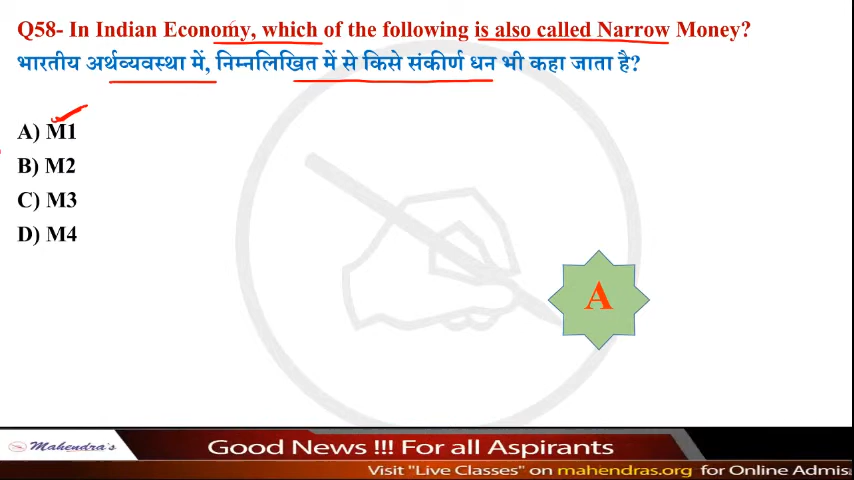 Q58- In Indian Economy, which of the following is also called Narrow Money?
भारतीय अर्थव्यवस्था में, निम्नलिखित में से किसे संकीर्ण धन भी कहा जाता है?
A) M1
B) M2
C) M3
D) M4
A
Mahendra's
Good News !!! For all Aspirants
Visit "Live Classes" on mahendras.org for Online Admis